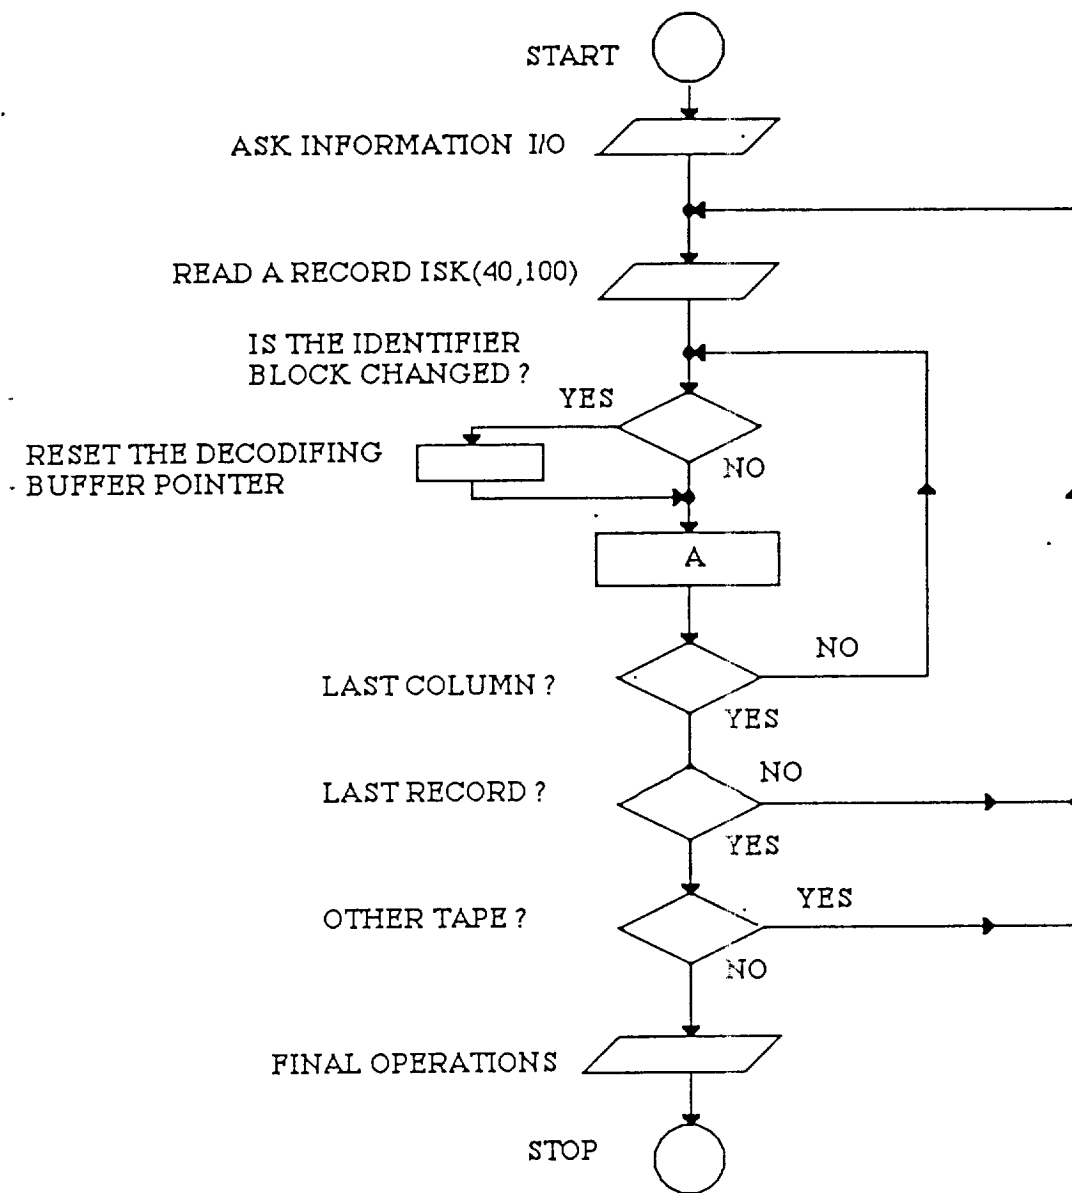 START
ASK INFORMATION I/O
READ A RECORD ISK(40,100)
IS THE IDENTIFIER
BLOCK CHANGED ?
YES
RESET THE DECODIFING
BUFFER POINTER
NO
A
NO
LAST COLUMN ?
YES
NO
LAST RECORD ?
YES
YES
OTHER TAPE ?
NO
FINAL OPERATIONS
STOP